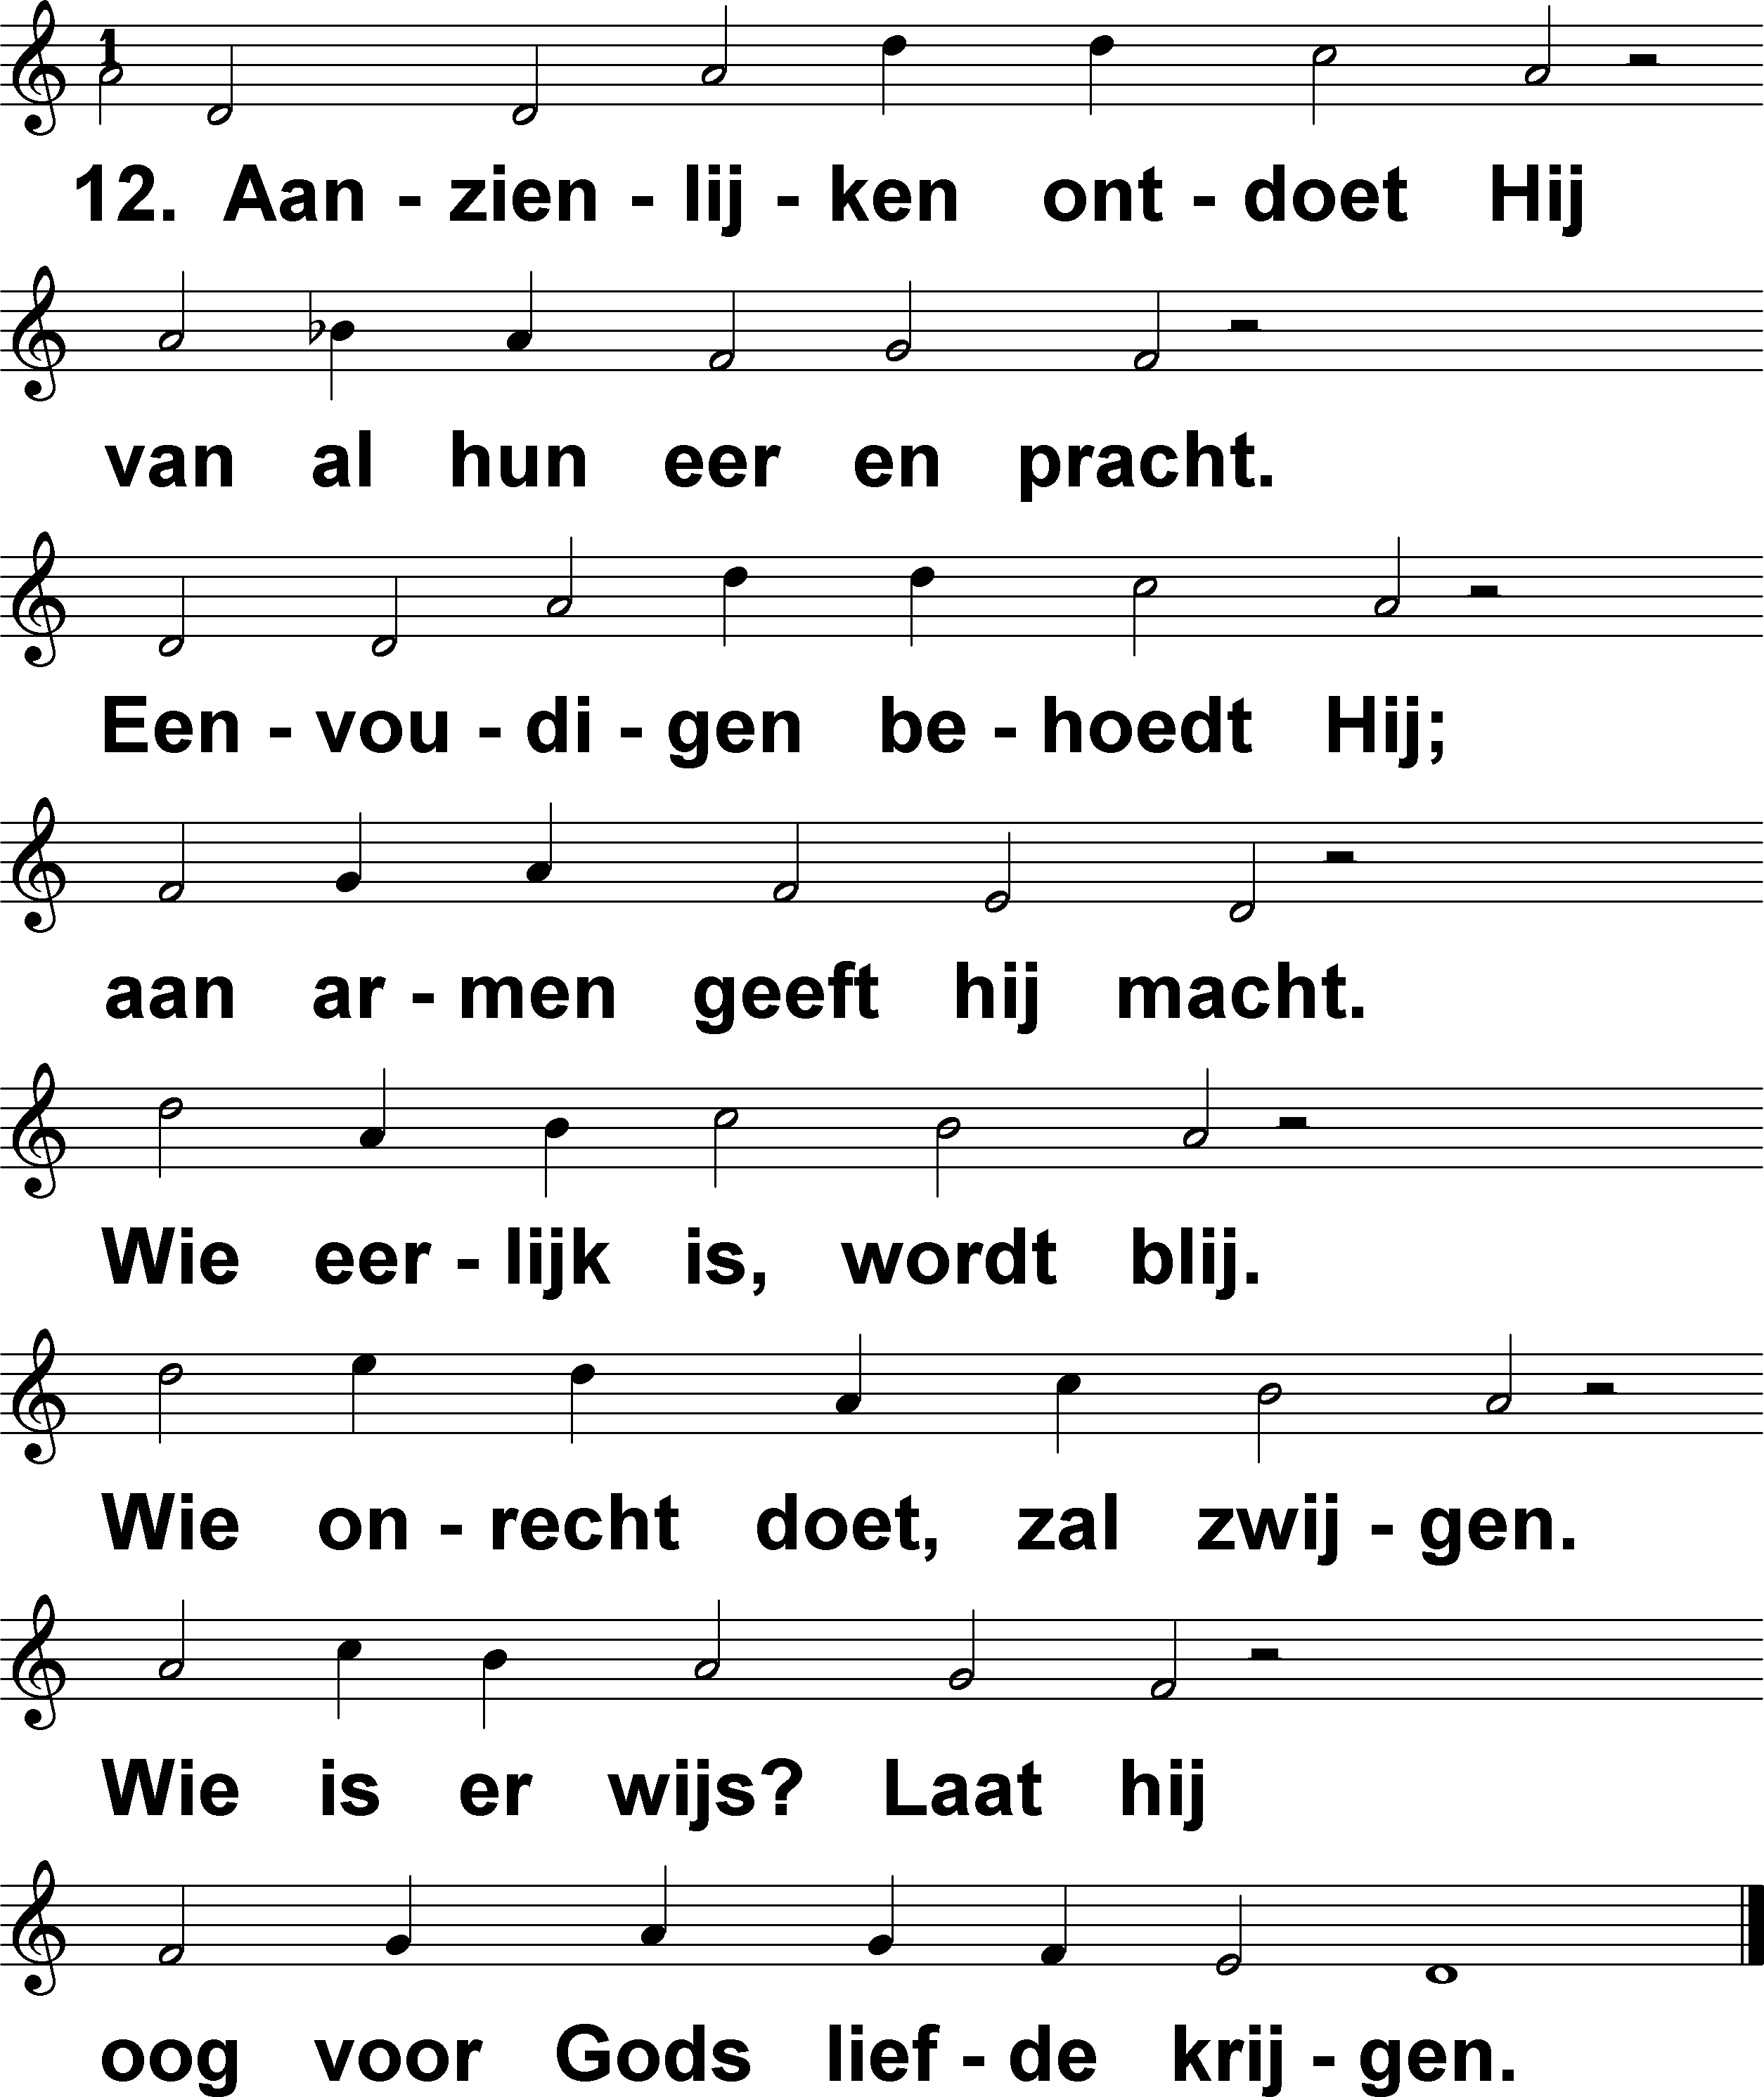 1
12. Aan - zien - lij - ken ont - doet Hij
van al hun eer en pracht.
Een - vou - di - gen be - hoedt Hij;
aan ar - men geeft hij macht.
Wie eer - lijk is, wordt blij.
Wie on - recht doet, zal zwij - gen.
Wie is er wijs? Laat hij
oog voor Gods lief - de krij - gen.